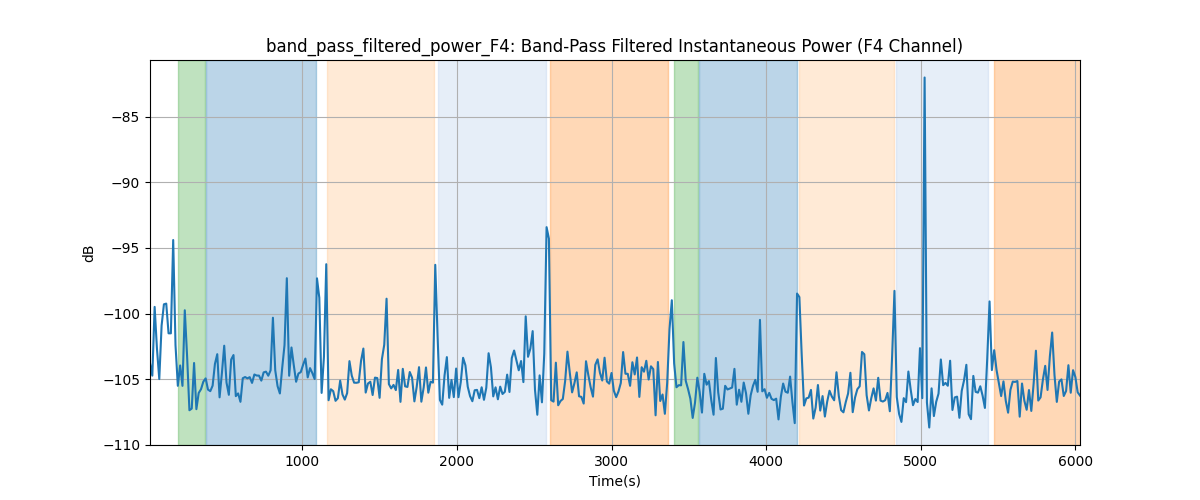 band_pass_filtered_power_F4: Band-Pass Filtered Instantaneous Power (F4 Channel)
−85
−90
−95
−100
−105
−110
dB
1000 2000 3000 4000 5000 6000
Time(s)